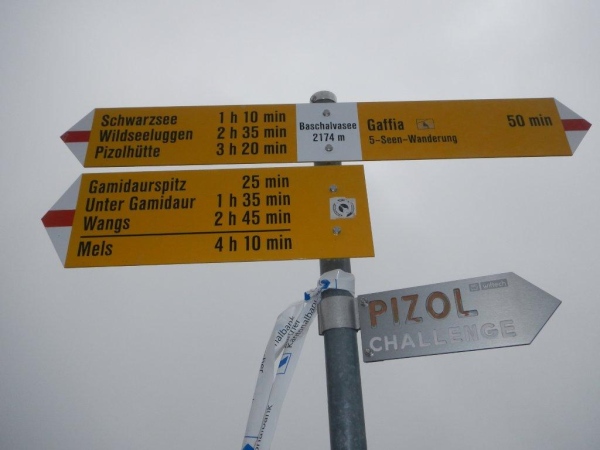 Schwarzsee 1 h 10 min
Wildseeluggen 2 h 35 min
Pizolhütte 3 h 20 min
Baschalvasee
2174 m
Gaffia 50 min
5-Seen-Wanderung
Gamidaurspitz 25 min
Unter Gamidaur 1 h 35 min
Wangs 2 h 45 min
Mels 4 h 10 min
PIZOL
CHALLENGE
Kantonalbank